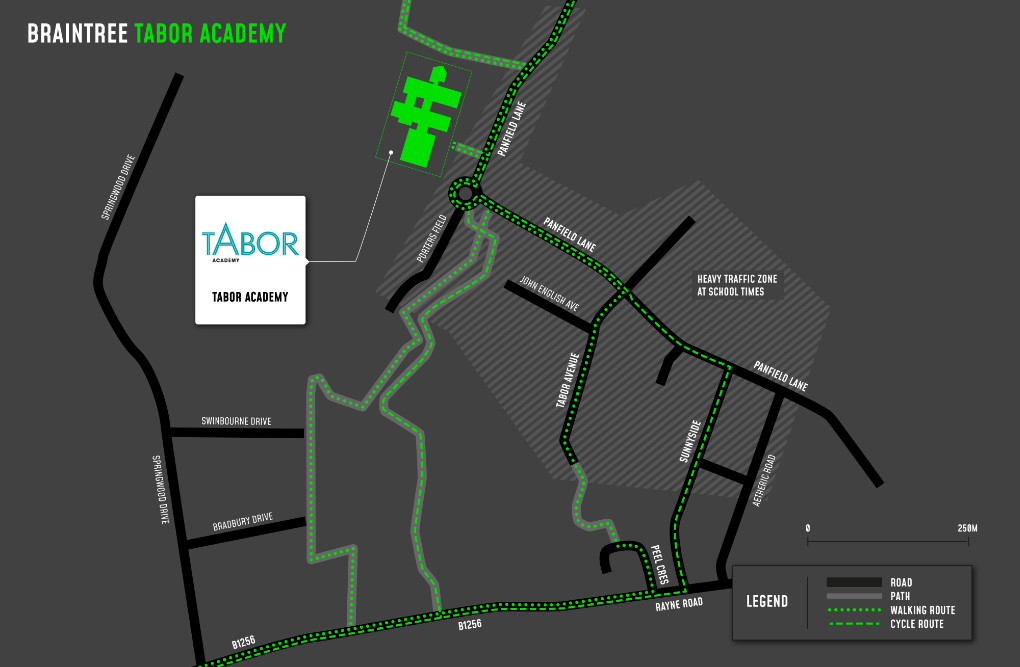 BRAINTREE TABOR ACADEMY
PANFIELD LANE
SPRINGWOOD DRIVE
TABOR
ACADEMY
TABOR ACADEMY
PORTERS FIELD
PANFIELD LANE
JOHN ENGLISH AVE
HEAVY TRAFFIC ZONE
AT SCHOOL TIMES
TABOR AVENUE
PANFIELD LANE
SWINBOURNE DRIVE
SUNNYSIDE
SPRINGWOOD DRIVE
AETHERIC ROAD
BRADBURY DRIVE
0 250M
PEEL CRES
RAYNE ROAD
B1256
B1256
LEGEND
ROAD
PATH
WALKING ROUTE
CYCLE ROUTE